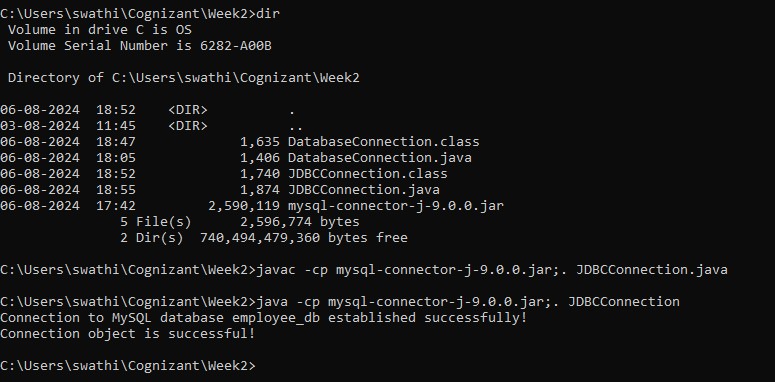 C:\Users\swathi\Cognizant\Week2>dir
 Volume in drive C is OS
 Volume Serial Number is 6282-A00B

 Directory of C:\Users\swathi\Cognizant\Week2

06-08-2024  18:52    <DIR>          .
03-08-2024  11:45    <DIR>          ..
06-08-2024  18:47             1,635 DatabaseConnection.class
06-08-2024  18:05             1,406 DatabaseConnection.java
06-08-2024  18:52             1,740 JDBCConnection.class
06-08-2024  18:55             1,874 JDBCConnection.java
06-08-2024  17:42         2,590,119 mysql-connector-j-9.0.0.jar
               5 File(s)      2,596,774 bytes
               2 Dir(s)  740,494,479,360 bytes free

C:\Users\swathi\Cognizant\Week2>javac -cp mysql-connector-j-9.0.0.jar;. JDBCConnection.java

C:\Users\swathi\Cognizant\Week2>java -cp mysql-connector-j-9.0.0.jar;. JDBCConnection
Connection to MySQL database employee_db established successfully!
Connection object is successful!

C:\Users\swathi\Cognizant\Week2>